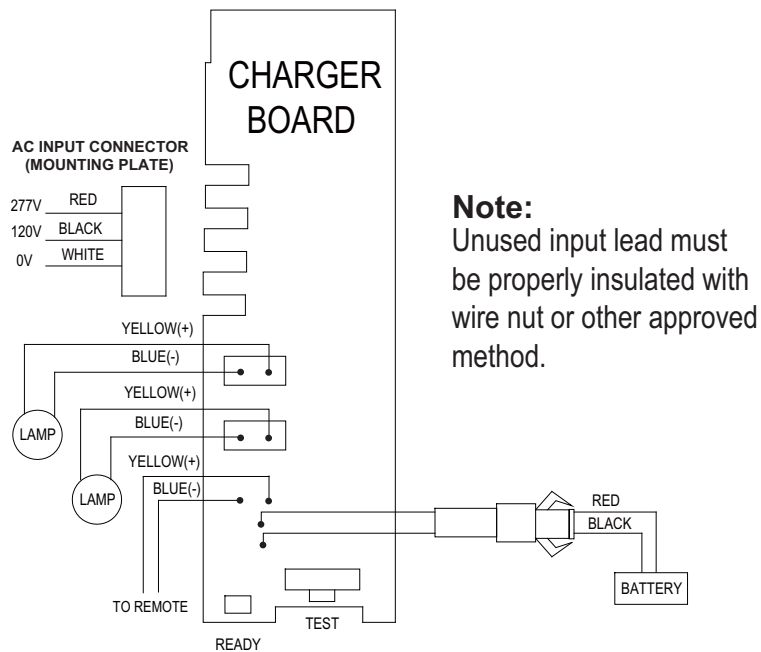 CHARGER
BOARD
AC INPUT CONNECTOR
(MOUNTING PLATE)
277V RED
120V BLACK
0V WHITE
Note:
Unused input lead must
be properly insulated with
wire nut or other approved
method.
YELLOW(+)
BLUE(-)
LAMP
YELLOW(+)
BLUE(-)
LAMP
YELLOW(+)
BLUE(-)
TO REMOTE
READY
TEST
RED
BLACK
BATTERY